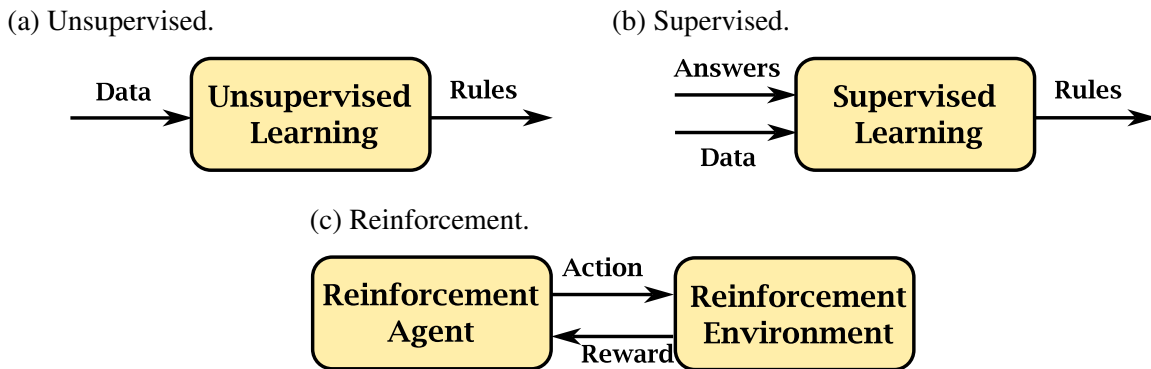 (a) Unsupervised.
Data
Unsupervised
Learning
Rules
(b) Supervised.
Answers
Data
Supervised
Learning
Rules
(c) Reinforcement.
Reinforcement
Agent
Action
Reward
Reinforcement
Environment